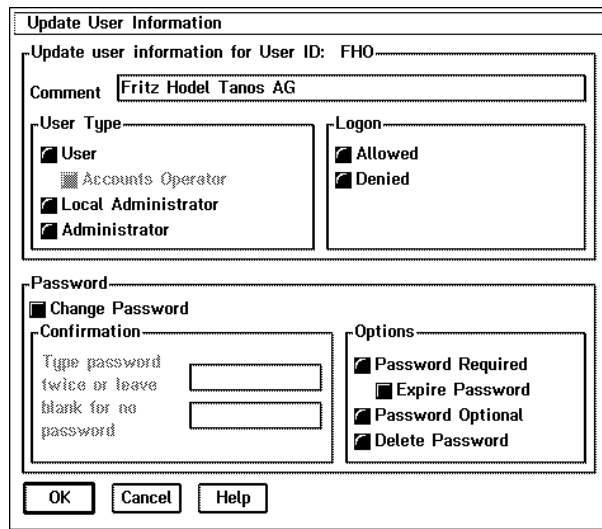 Update User Information
Update user information for User ID: FHO
Comment Fritz Hodel Tanos AG
User Type
User
Accounts Operator
Local Administrator
Administrator
Logon
Allowed
Denied
Password
Change Password
Confirmation
Type password
twice or leave
blank for no
password
Options
Password Required
Expire Password
Password Optional
Delete Password
OK Cancel Help